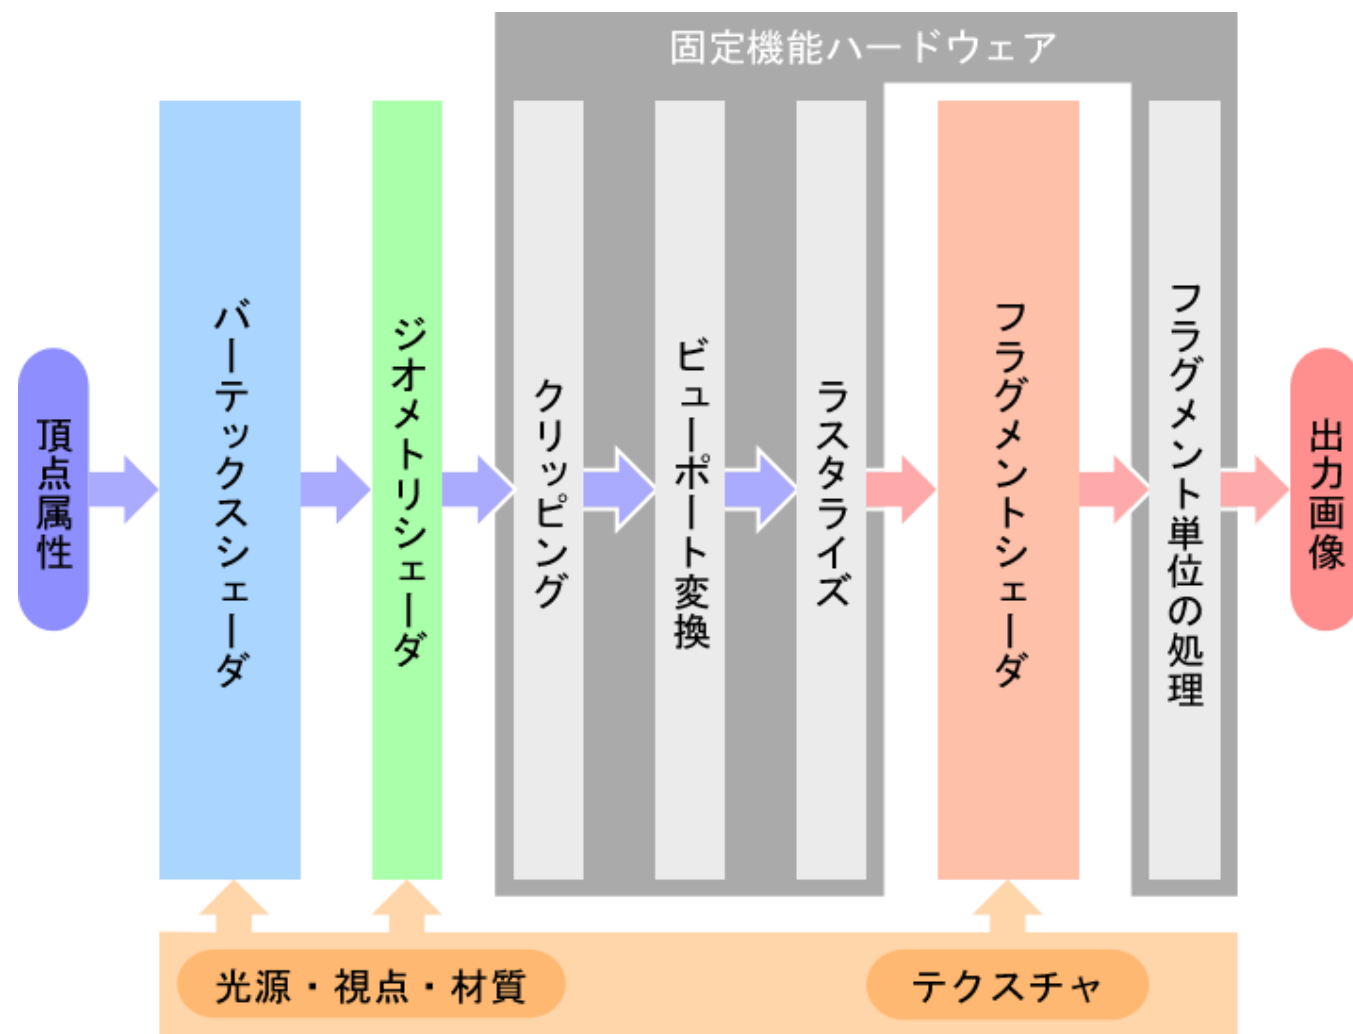 固定機能ハードウェア
頂点属性
バーテックスシェーダ
ジオメトリシェーダ
クリッピング
ビューポート変換
ラスタライズ
フラグメントシェーダ
フラグメント単位の処理
出力画像
光源・視点・材質
テクスチャ